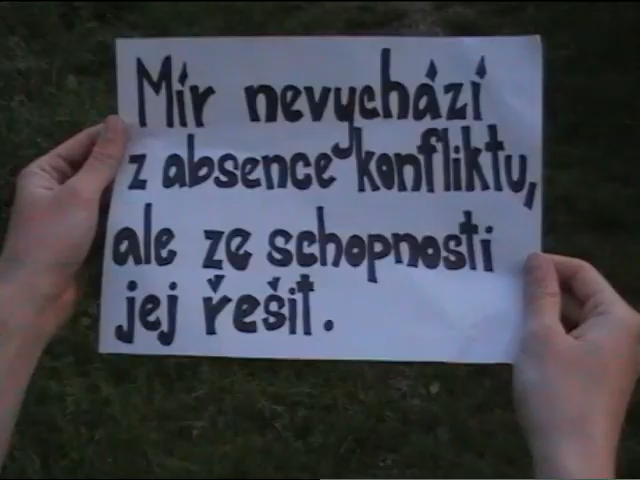 Mír nevychází
z absence konfliktu,
ale ze schopnosti
jej řešit.